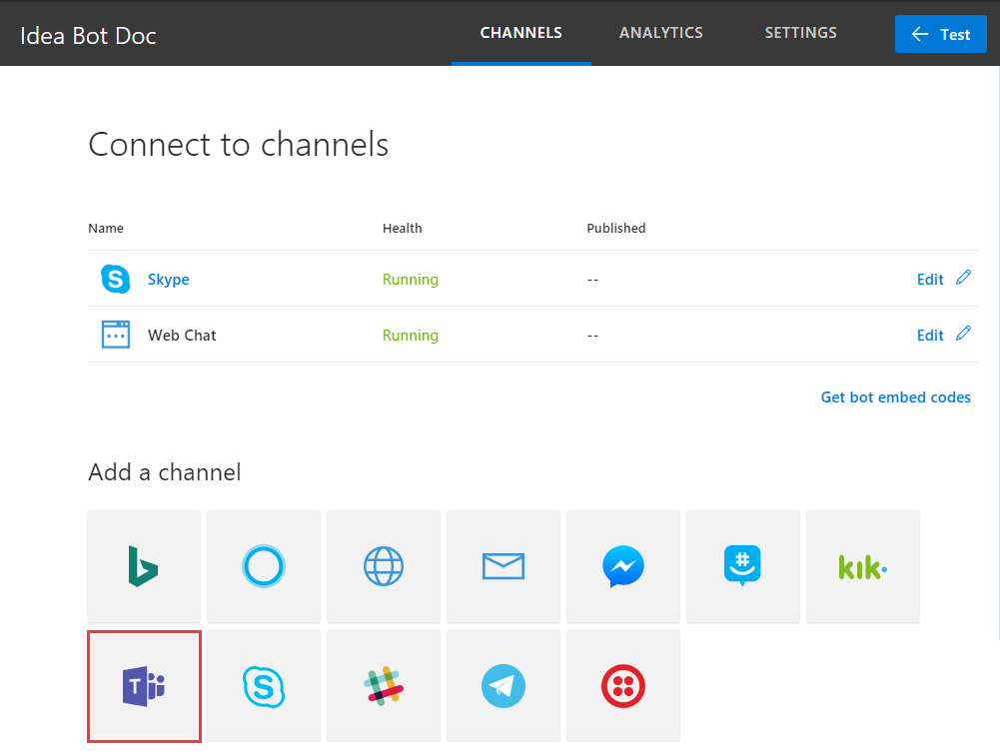 Idea Bot Doc CHANNELS ANALYTICS SETTINGS Test
Connect to channels
Name Health Published
Skype Running -- Edit
Web Chat Running -- Edit
Get bot embed codes
Add a channel
kik
T
S